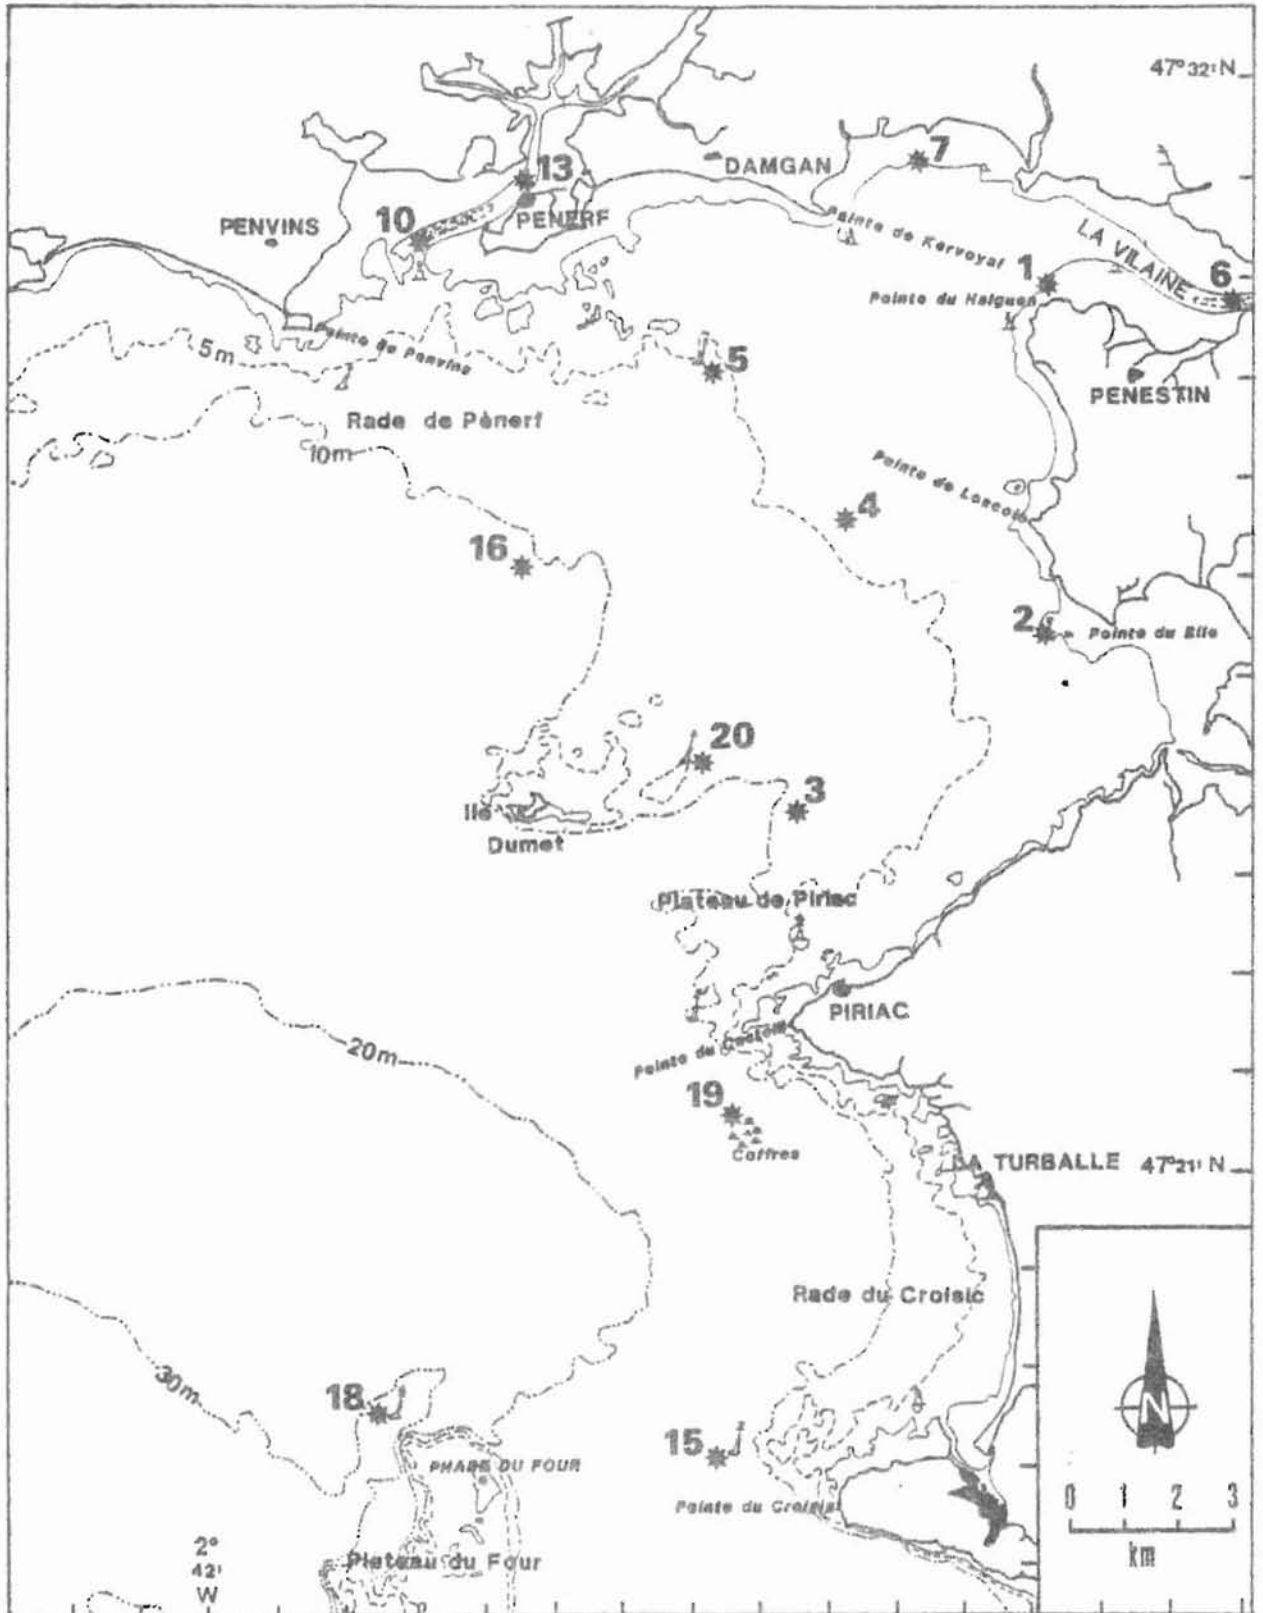 47°32' N
7
13
DAMGAN
PENERF
10
PENVINS
Pointe de Kervoyal
LA VILAINE
1
6
Pointe du Halguen
Pointe de Penvins
5m
5
PENESTIN
Rade de Pènerf
10m
Pointe de Loscolo
4
16
2
Pointe du Bile
20
3
Ile
Dumet
Plateau de Piriac
PIRIAC
20m
Pointe du Castelli
19
Coffres
LA TURBALLE
47°21' N
Rade du Croisic
30m
18
15
PHARE DU FOUR
Pointe du Croisic
N
0 1 2 3
km
2°
42'
W
Plateau du Four